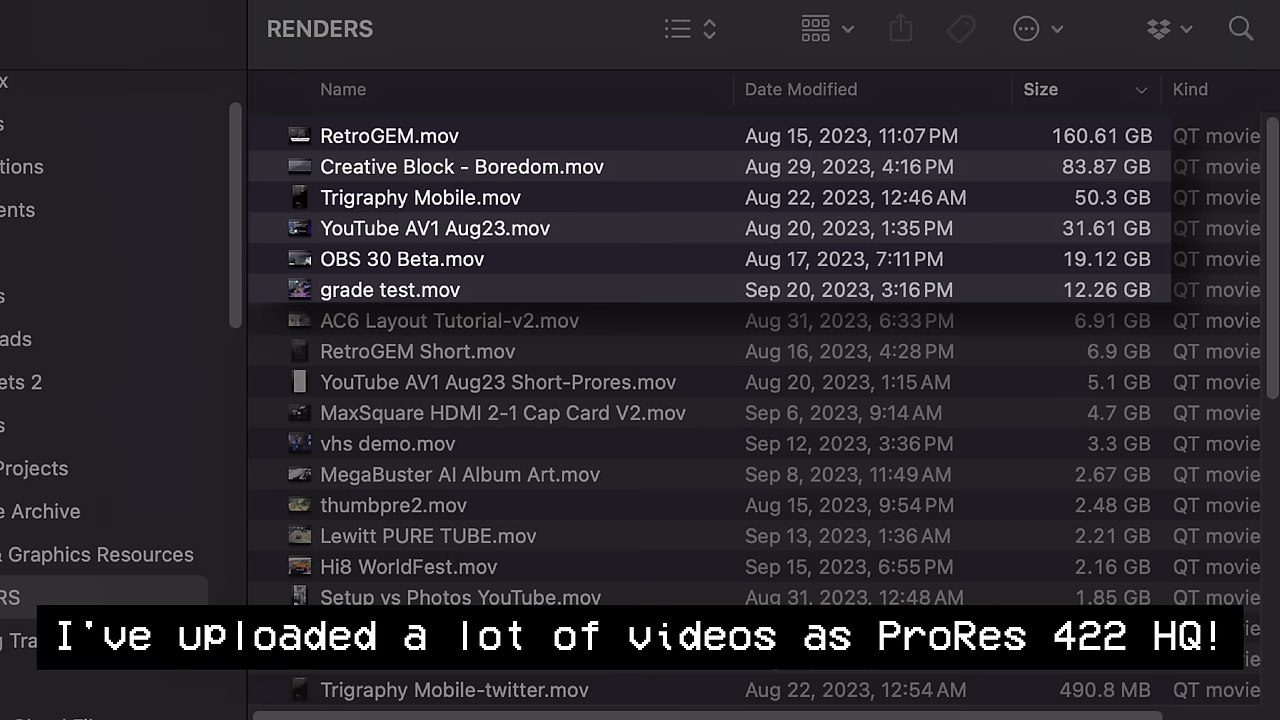 RENDERS
Name Date Modified Size Kind
RetroGEM.mov Aug 15, 2023, 11:07 PM 160.61 GB QT movie
Creative Block - Boredom.mov Aug 29, 2023, 4:16 PM 83.87 GB QT movie
Trigraphy Mobile.mov Aug 22, 2023, 12:46 AM 50.3 GB QT movie
YouTube AV1 Aug23.mov Aug 20, 2023, 1:35 PM 31.61 GB QT movie
OBS 30 Beta.mov Aug 17, 2023, 7:11 PM 19.12 GB QT movie
grade test.mov Sep 20, 2023, 3:16 PM 12.26 GB QT movie
AC6 Layout Tutorial-v2.mov Aug 31, 2023, 6:33 PM 6.91 GB QT movie
RetroGEM Short.mov Aug 16, 2023, 4:28 PM 6.9 GB QT movie
YouTube AV1 Aug23 Short-Prores.mov Aug 20, 2023, 1:15 AM 5.1 GB QT movie
MaxSquare HDMI 2-1 Cap Card V2.mov Sep 6, 2023, 9:14 AM 4.7 GB QT movie
vhs demo.mov Sep 12, 2023, 3:36 PM 3.3 GB QT movie
MegaBuster AI Album Art.mov Sep 8, 2023, 11:49 AM 2.67 GB QT movie
thumbpre2.mov Aug 15, 2023, 9:54 PM 2.48 GB QT movie
Lewitt PURE TUBE.mov Sep 13, 2023, 1:36 AM 2.21 GB QT movie
Hi8 WorldFest.mov Sep 15, 2023, 6:55 PM 2.16 GB QT movie
Setup vs Photos YouTube.mov Aug 31, 2023, 12:48 AM 1.85 GB QT movie
Trigraphy Mobile-twitter.mov Aug 22, 2023, 12:54 AM 490.8 MB QT movie
x
s
tions
ents
s
ads
ets 2
s
Projects
e Archive
& Graphics Resources
RS
g Tra
I've uploaded a lot of videos as ProRes 422 HQ!